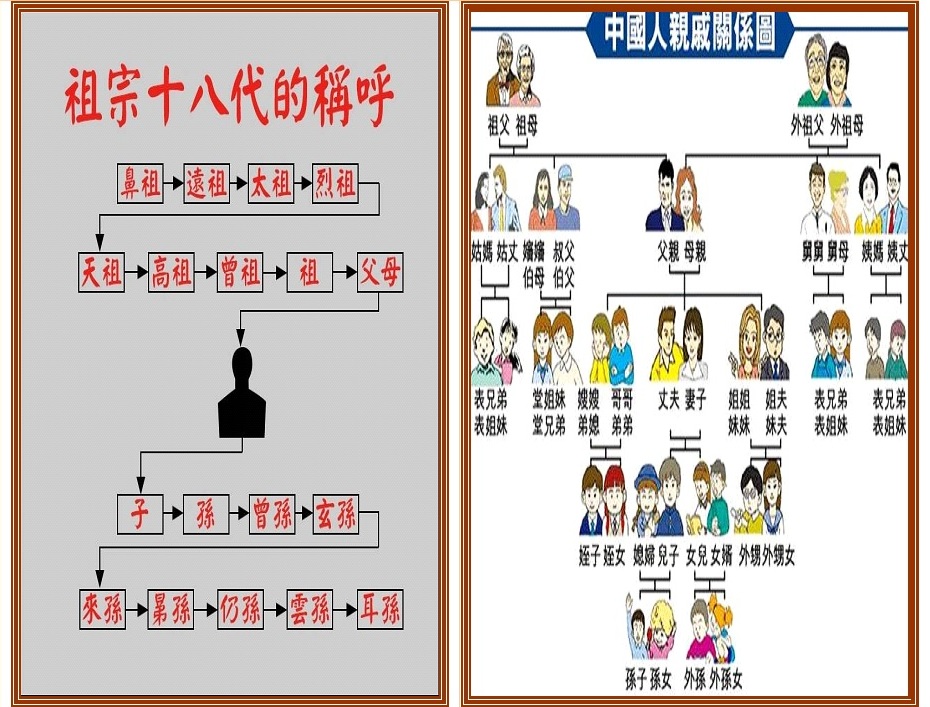 祖宗十八代的稱呼
鼻祖 遠祖 太祖 烈祖
天祖 高祖 曾祖 祖 父母
子 孫 曾孫 玄孫
來孫 晜孫 仍孫 雲孫 耳孫
中國人親戚關係圖
祖父 祖母 外祖父 外祖母
姑媽 姑丈 嬸嬸 叔父 父親 母親 舅舅 舅母 姨媽 姨丈
伯母 伯父
表兄弟 堂姐妹 嫂嫂 哥哥 丈夫 妻子 姐姐 姐夫 表兄弟 表兄弟
表姐妹 堂兄弟 弟媳 弟弟 妹妹 妹夫 表姐妹 表姐妹
姪子 姪女 媳婦 兒子 女兒 女婿 外甥 外甥女
孫子 孫女 外孫 外孫女